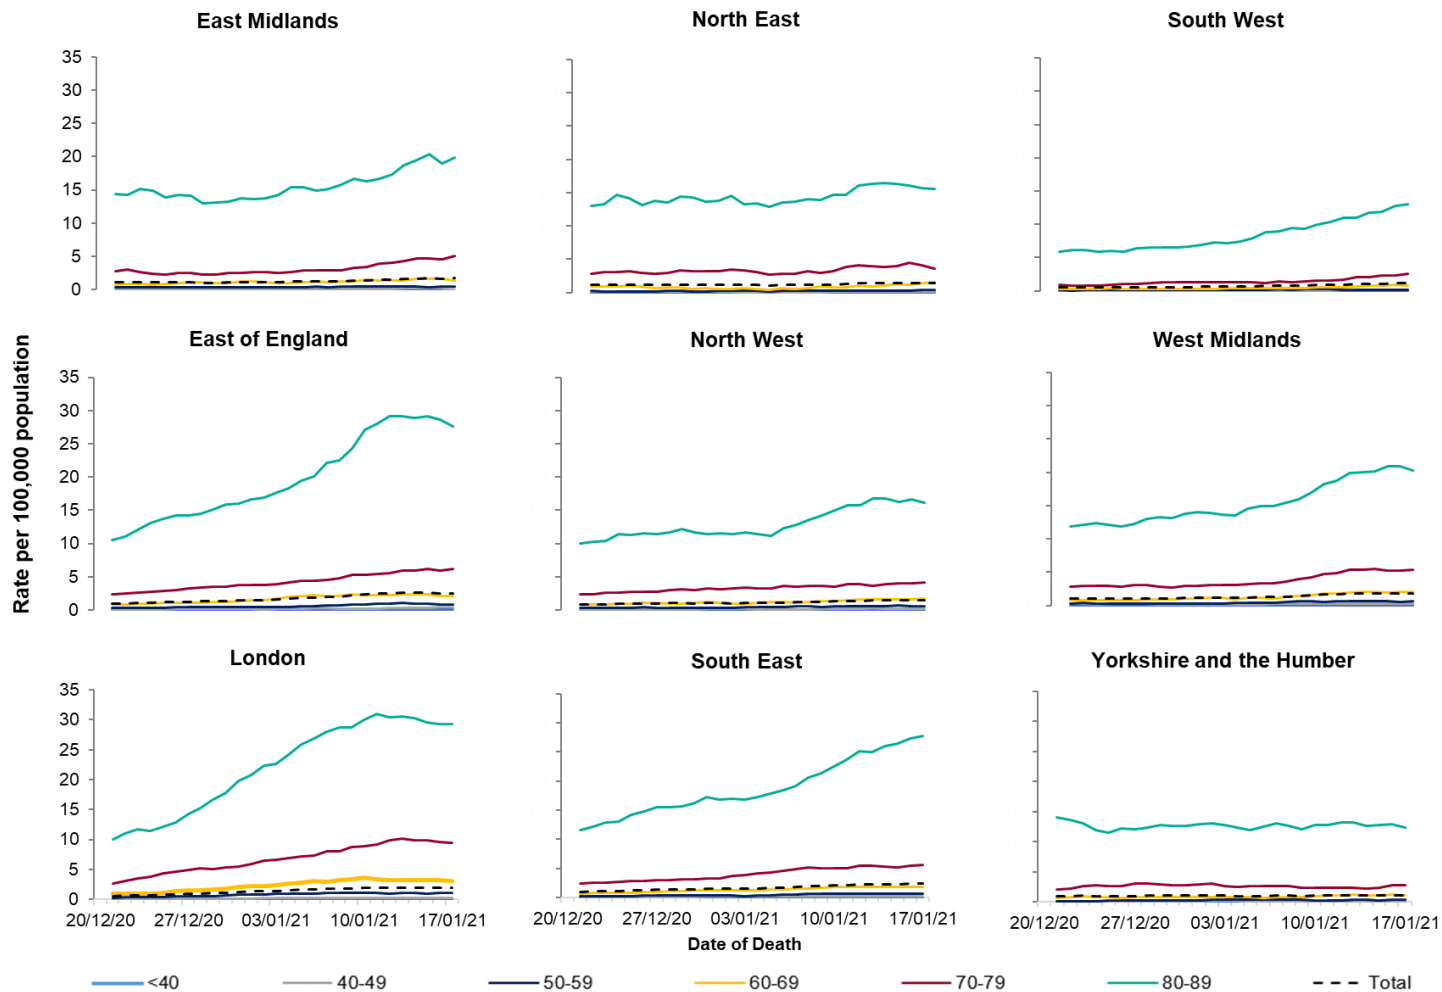 East Midlands
North East
South West
35
30
25
20
15
10
5
0
East of England
North West
West Midlands
Rate per 100,000 population
35
30
25
20
15
10
5
0
London
South East
Yorkshire and the Humber
35
30
25
20
15
10
5
0
20/12/20 27/12/20 03/01/21 10/01/21 17/01/21
20/12/20 27/12/20 03/01/21 10/01/21 17/01/21
20/12/20 27/12/20 03/01/21 10/01/21 17/01/21
Date of Death
<40 40-49 50-59 60-69 70-79 80-89 Total